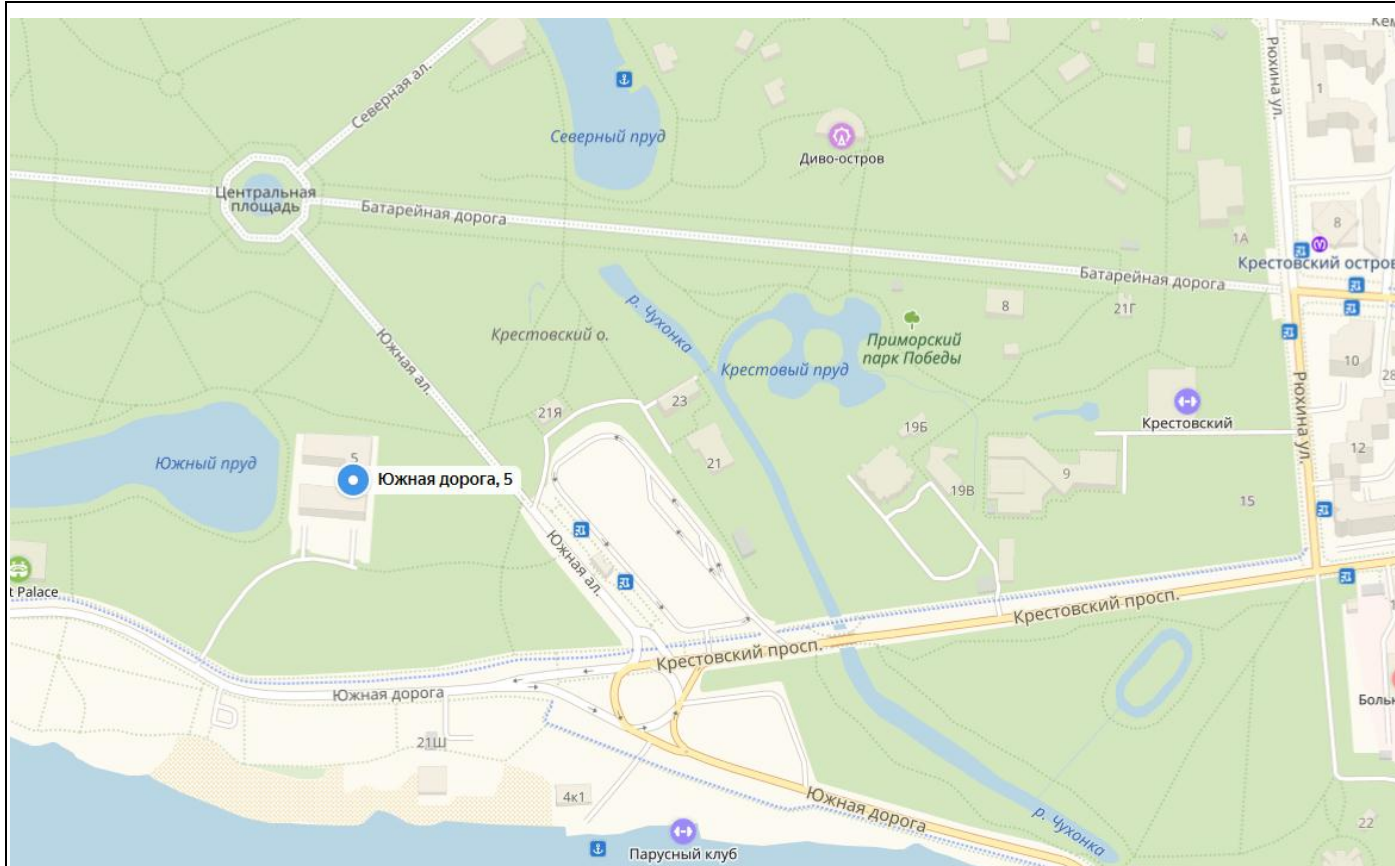 Кем
Рюхина ул.
1
Северная ал.
Северный пруд
Диво-остров
Центральная
площадь
Батарейная дорога
8
1А
Крестовский остров
Батарейная дорога
р. Чухонка
8
21Г
Крестовский о.
Приморский
парк Победы
Южная ал.
Крестовый пруд
10
28
Рюхина ул.
21Я
23
Крестовский
19Б
12
5
Южный пруд
Южная дорога, 5
21
9
19В
15
Южная ал.
t Palace
Крестовский просп.
Крестовский просп.
Южная дорога
Больн
21Ш
4к1
Южная дорога
р. Чухонка
22
Парусный клуб